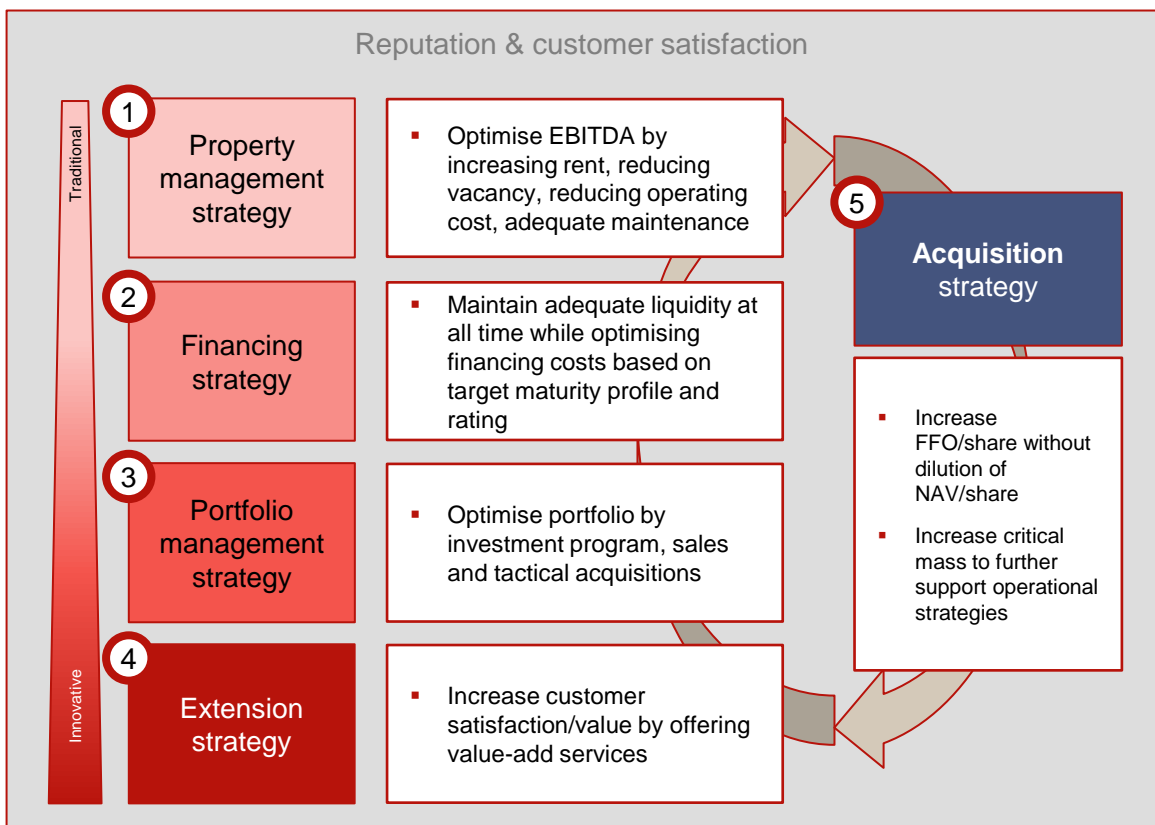 Reputation & customer satisfaction
Traditional
Innovative
1
Property
management
strategy
▪ Optimise EBITDA by
increasing rent, reducing
vacancy, reducing operating
cost, adequate maintenance
2
Financing
strategy
▪ Maintain adequate liquidity at
all time while optimising
financing costs based on
target maturity profile and
rating
3
Portfolio
management
strategy
▪ Optimise portfolio by
investment program, sales
and tactical acquisitions
4
Extension
strategy
▪ Increase customer
satisfaction/value by offering
value-add services
5
Acquisition
strategy
▪ Increase
FFO/share without
dilution of
NAV/share
▪ Increase critical
mass to further
support operational
strategies